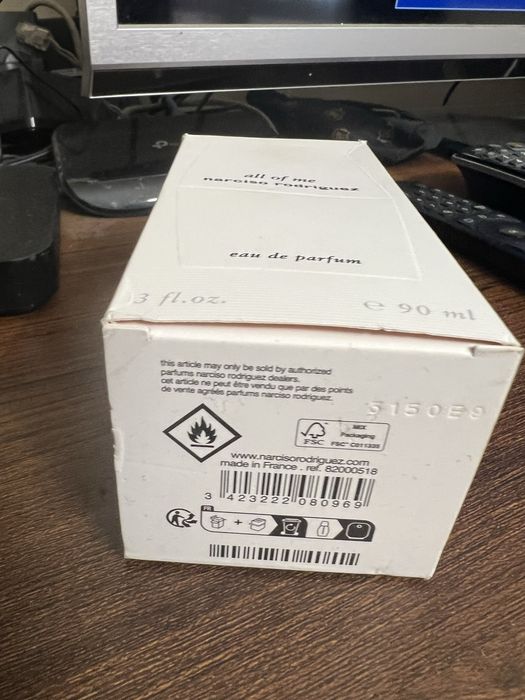 all of me
narciso rodriguez
eau de parfum
3 fl.oz. e 90 ml
this article may only be sold by authorized
parfums narciso rodriguez dealers.
cet article ne peut être vendu que par des points
de vente agréés parfums narciso rodriguez.
5150E9
FSC
MIX
Packaging
FSC® C011335
www.narcisorodriguez.com
made in France . ref. 82000518
3 423222 080969
FR
+